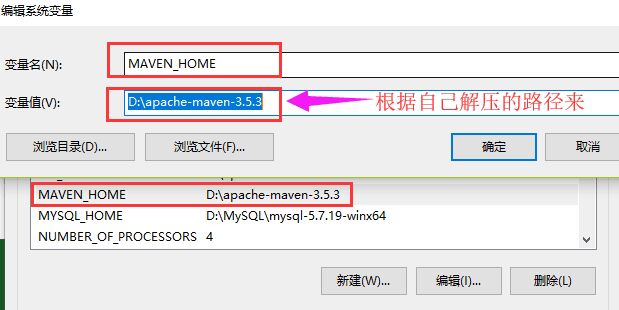 编辑系统变量
变量名(N):
MAVEN_HOME
变量值(V):
D:\apache-maven-3.5.3
根据自己解压的路径来
浏览目录(D)...
浏览文件(F)...
确定
取消
MAVEN_HOME D:\apache-maven-3.5.3
MYSQL_HOME D:\MySQL\mysql-5.7.19-winx64
NUMBER_OF_PROCESSORS 4
新建(W)...
编辑(I)...
删除(L)